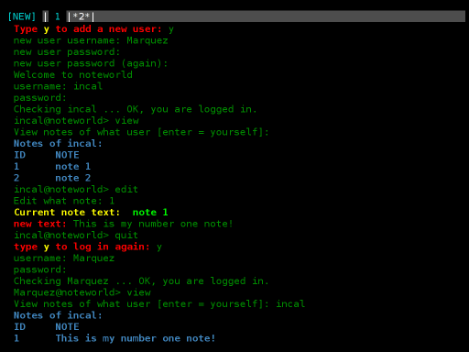 [NEW] | 1 |*2*|
Type y to add a new user: y
new user username: Marquez
new user password:
new user password (again):
Welcome to noteworld
username: incal
password:
Checking incal ... OK, you are logged in.
incal@noteworld> view
View notes of what user [enter = yourself]:
Notes of incal:
ID NOTE
1 note 1
2 note 2
incal@noteworld> edit
Edit what note: 1
Current note text: note 1
new text: This is my number one note!
incal@noteworld> quit
type y to log in again: y
username: Marquez
password:
Checking Marquez ... OK, you are logged in.
Marquez@noteworld> view
View notes of what user [enter = yourself]: incal
Notes of incal:
ID NOTE
1 This is my number one note!